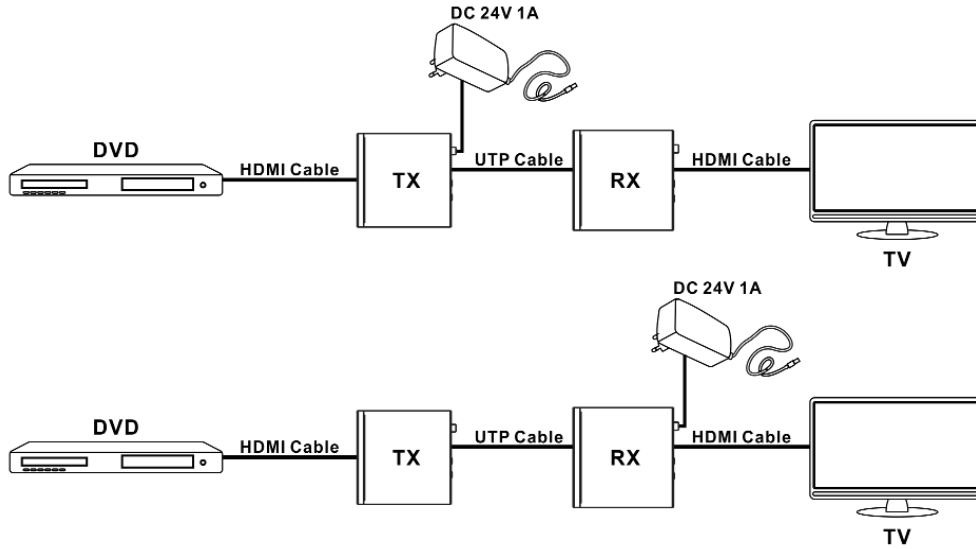 DC 24V 1A
DVD
HDMI Cable
TX
UTP Cable
RX
HDMI Cable
TV
DC 24V 1A
DVD
HDMI Cable
TX
UTP Cable
RX
HDMI Cable
TV